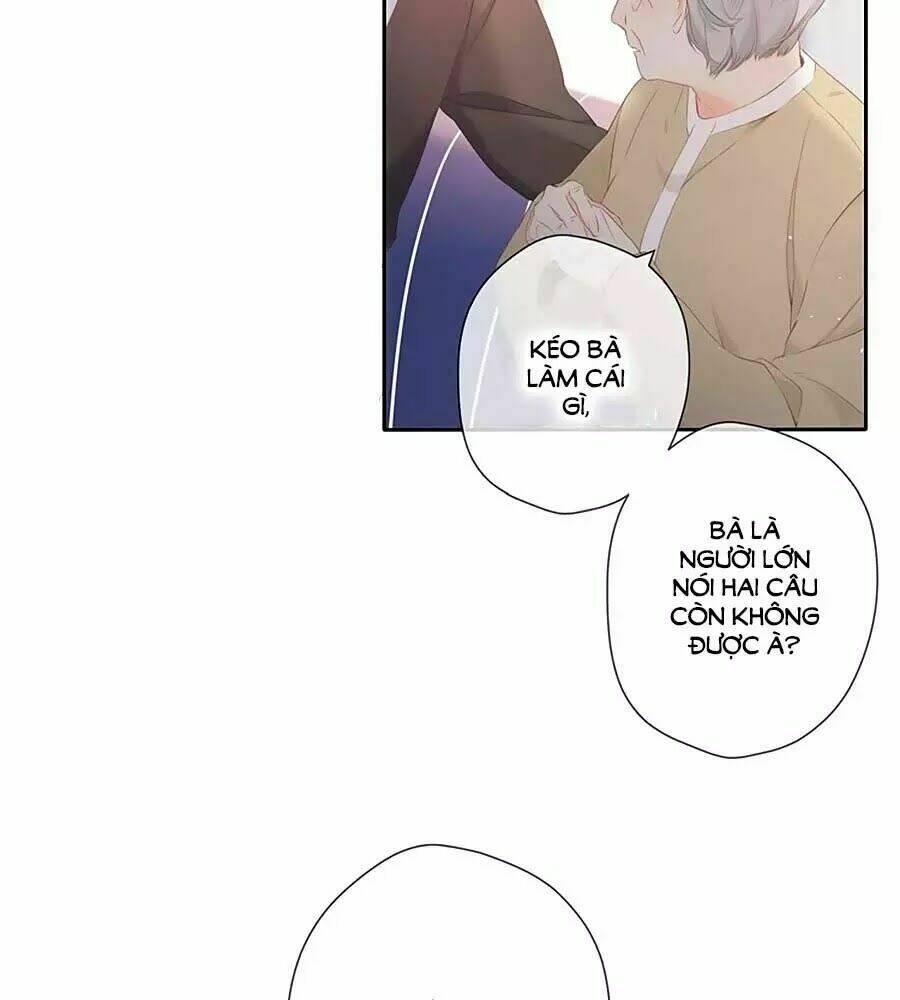 KÉO BÀ
LÀM CÁI
GÌ,
BÀ LÀ
NGƯỜI LỚN
NÓI HAI CÂU
CÒN KHÔNG
ĐƯỢC À?